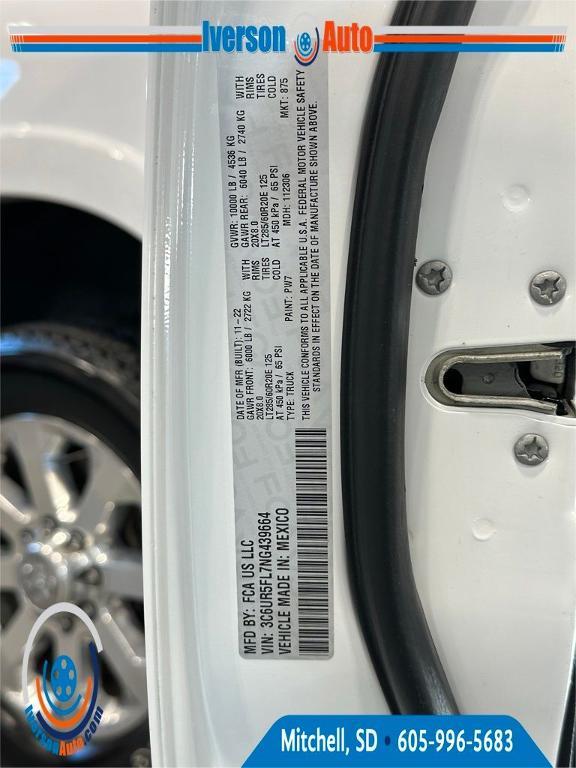 Iverson Auto
MFD BY: FCA US LLC
VIN: 3C6UR5FL7NG439664
VEHICLE MADE IN: MEXICO
DATE OF MFR (BUILT): 11-22
GAWR FRONT: 6000 LB / 2722 KG WITH
20X8.0 RIMS
LT285/60R20E 125 TIRES
AT 450 kPa / 65 PSI COLD
TYPE: TRUCK PAINT: PW7
GVWR: 10000 LB / 4536 KG
GAWR REAR: 6040 LB / 2740 KG WITH
20X8.0 RIMS
LT285/60R20E 125 TIRES
AT 450 kPa / 65 PSI COLD
MDH: 112306 MKT: 875
THIS VEHICLE CONFORMS TO ALL APPLICABLE U.S.A. FEDERAL MOTOR VEHICLE SAFETY
STANDARDS IN EFFECT ON THE DATE OF MANUFACTURE SHOWN ABOVE.
IversonAuto.com
Mitchell, SD • 605-996-5683